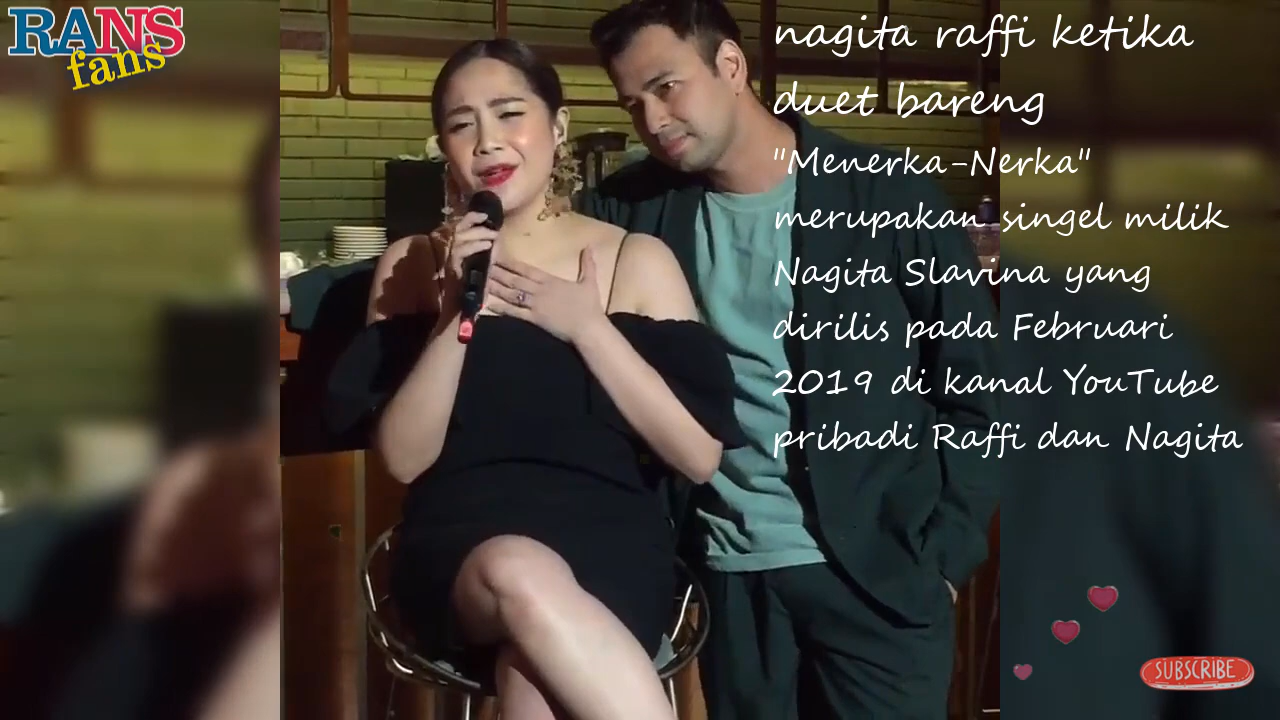 RANS
fans
nagita raffi ketika
duet bareng
"Menerka-Nerka"
merupakan singel milik
Nagita Slavina yang
dirilis pada Februari
2019 di kanal YouTube
pribadi Raffi dan Nagita
SUBSCRIBE